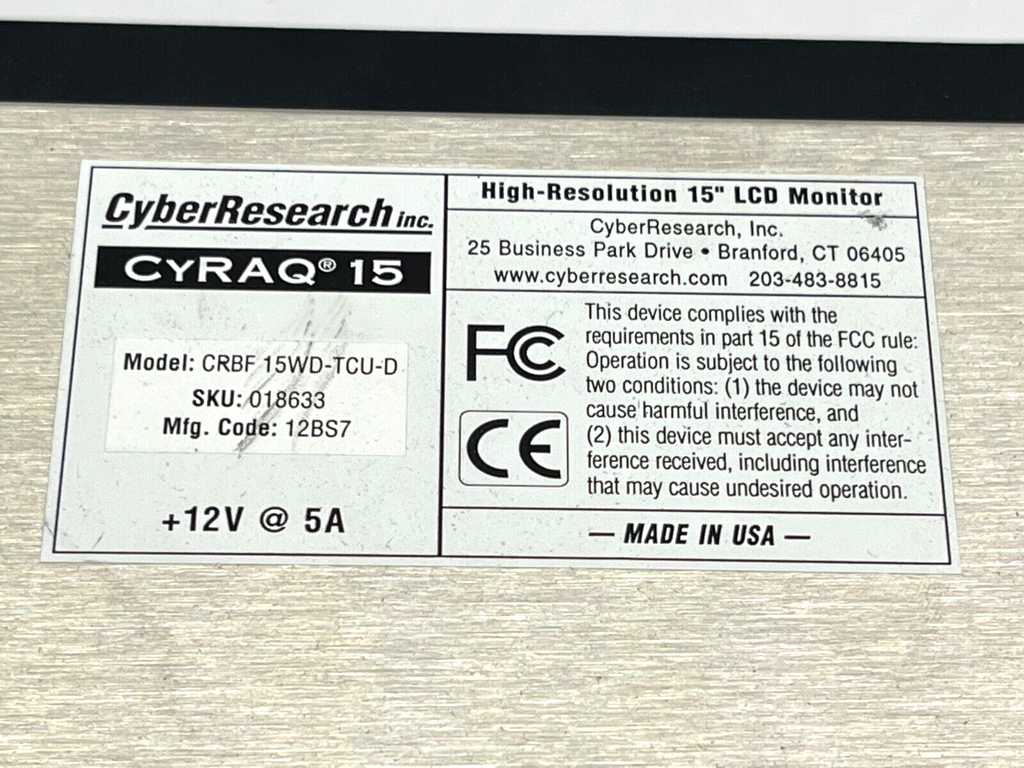 CyberResearch inc.
CYRAQ® 15
Model: CRBF 15WD-TCU-D
SKU: 018633
Mfg. Code: 12BS7
+12V @ 5A
High-Resolution 15" LCD Monitor
CyberResearch, Inc.
25 Business Park Drive • Branford, CT 06405
www.cyberresearch.com 203-483-8815
FC
CE
This device complies with the
requirements in part 15 of the FCC rule:
Operation is subject to the following
two conditions: (1) the device may not
cause harmful interference, and
(2) this device must accept any inter-
ference received, including interference
that may cause undesired operation.
— MADE IN USA —